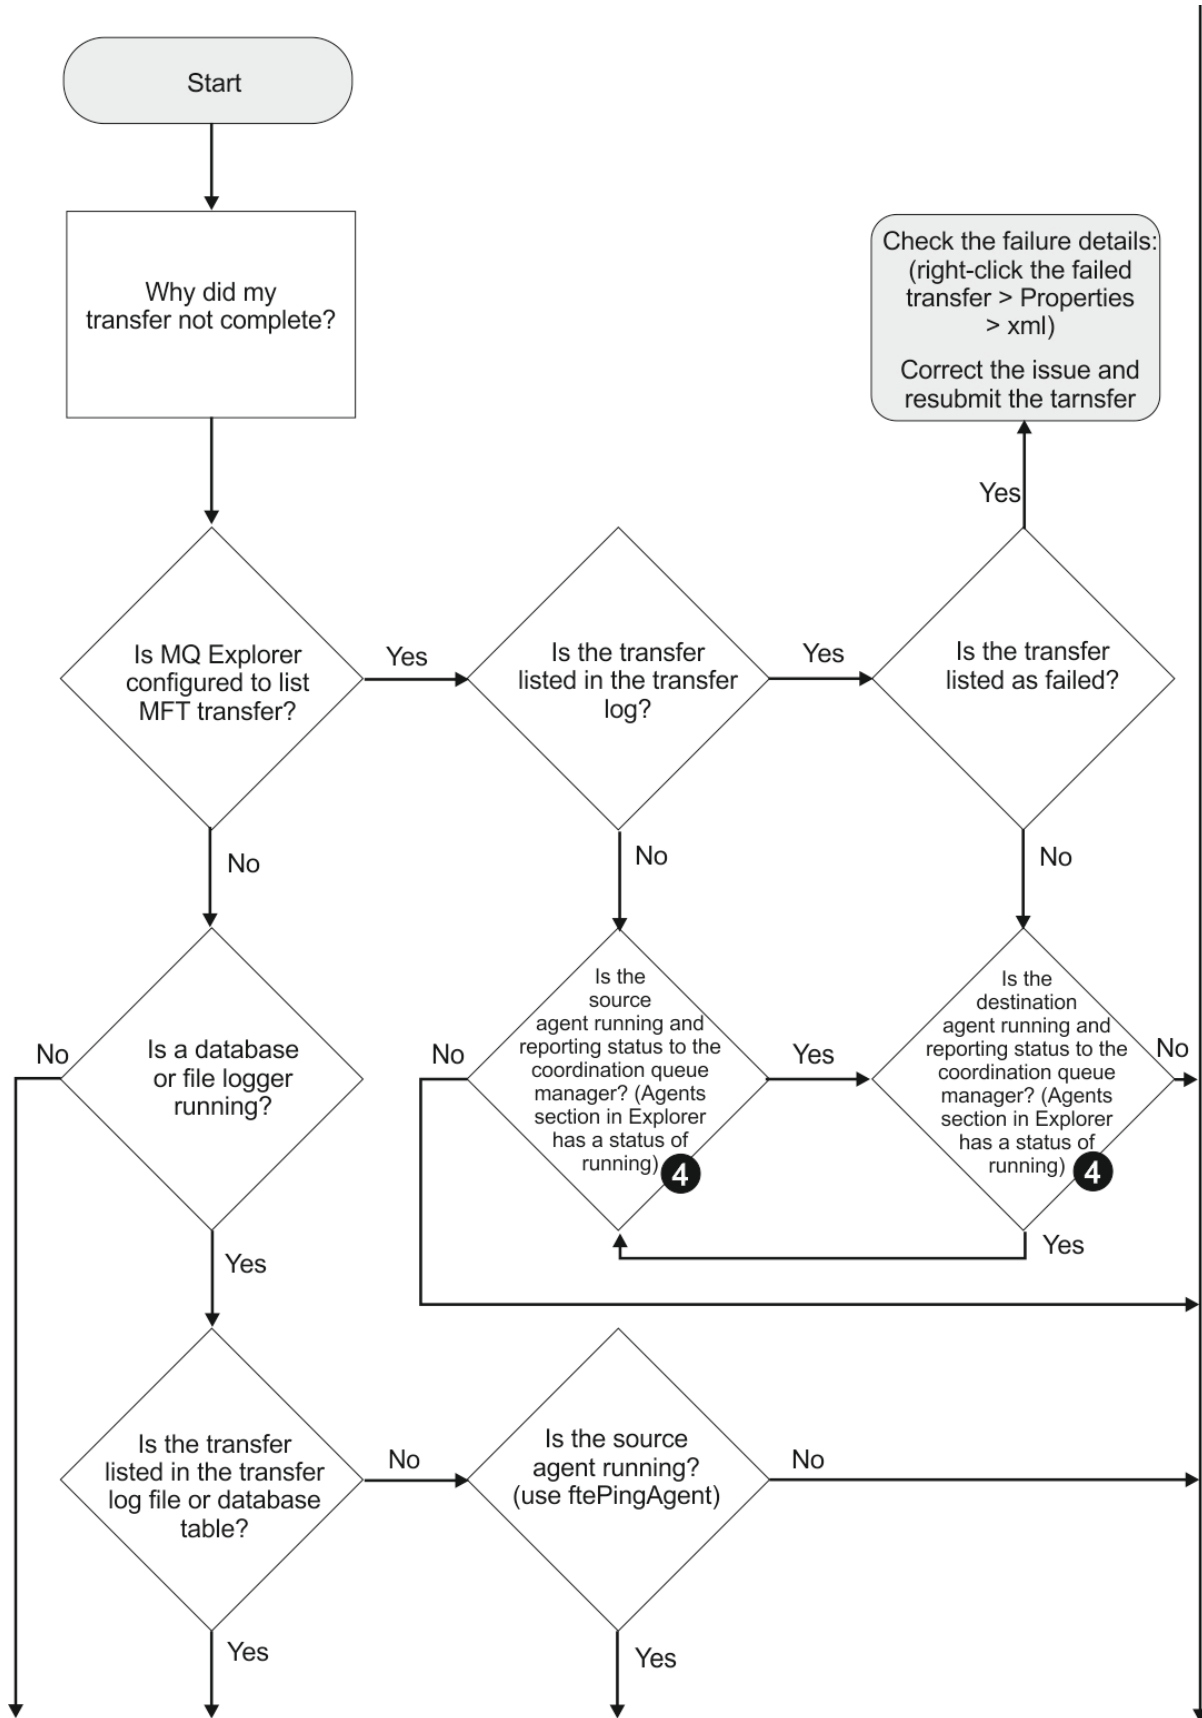 Start
Why did my
transfer not complete?
Check the failure details:
(right-click the failed
transfer > Properties
> xml)
Correct the issue and
resubmit the tarnsfer
Yes
Is MQ Explorer
configured to list
MFT transfer?
Yes
Is the transfer
listed in the transfer
log?
Yes
Is the transfer
listed as failed?
No
No
No
No
Is a database
or file logger
running?
No
Is the
source
agent running and
reporting status to the
coordination queue
manager? (Agents
section in Explorer
has a status of
running)
4
Yes
Is the
destination
agent running and
reporting status to the
coordination queue
manager? (Agents
section in Explorer
has a status of
running)
4
No
Yes
Yes
Is the transfer
listed in the transfer
log file or database
table?
No
Is the source
agent running?
(use ftePingAgent)
No
Yes
Yes